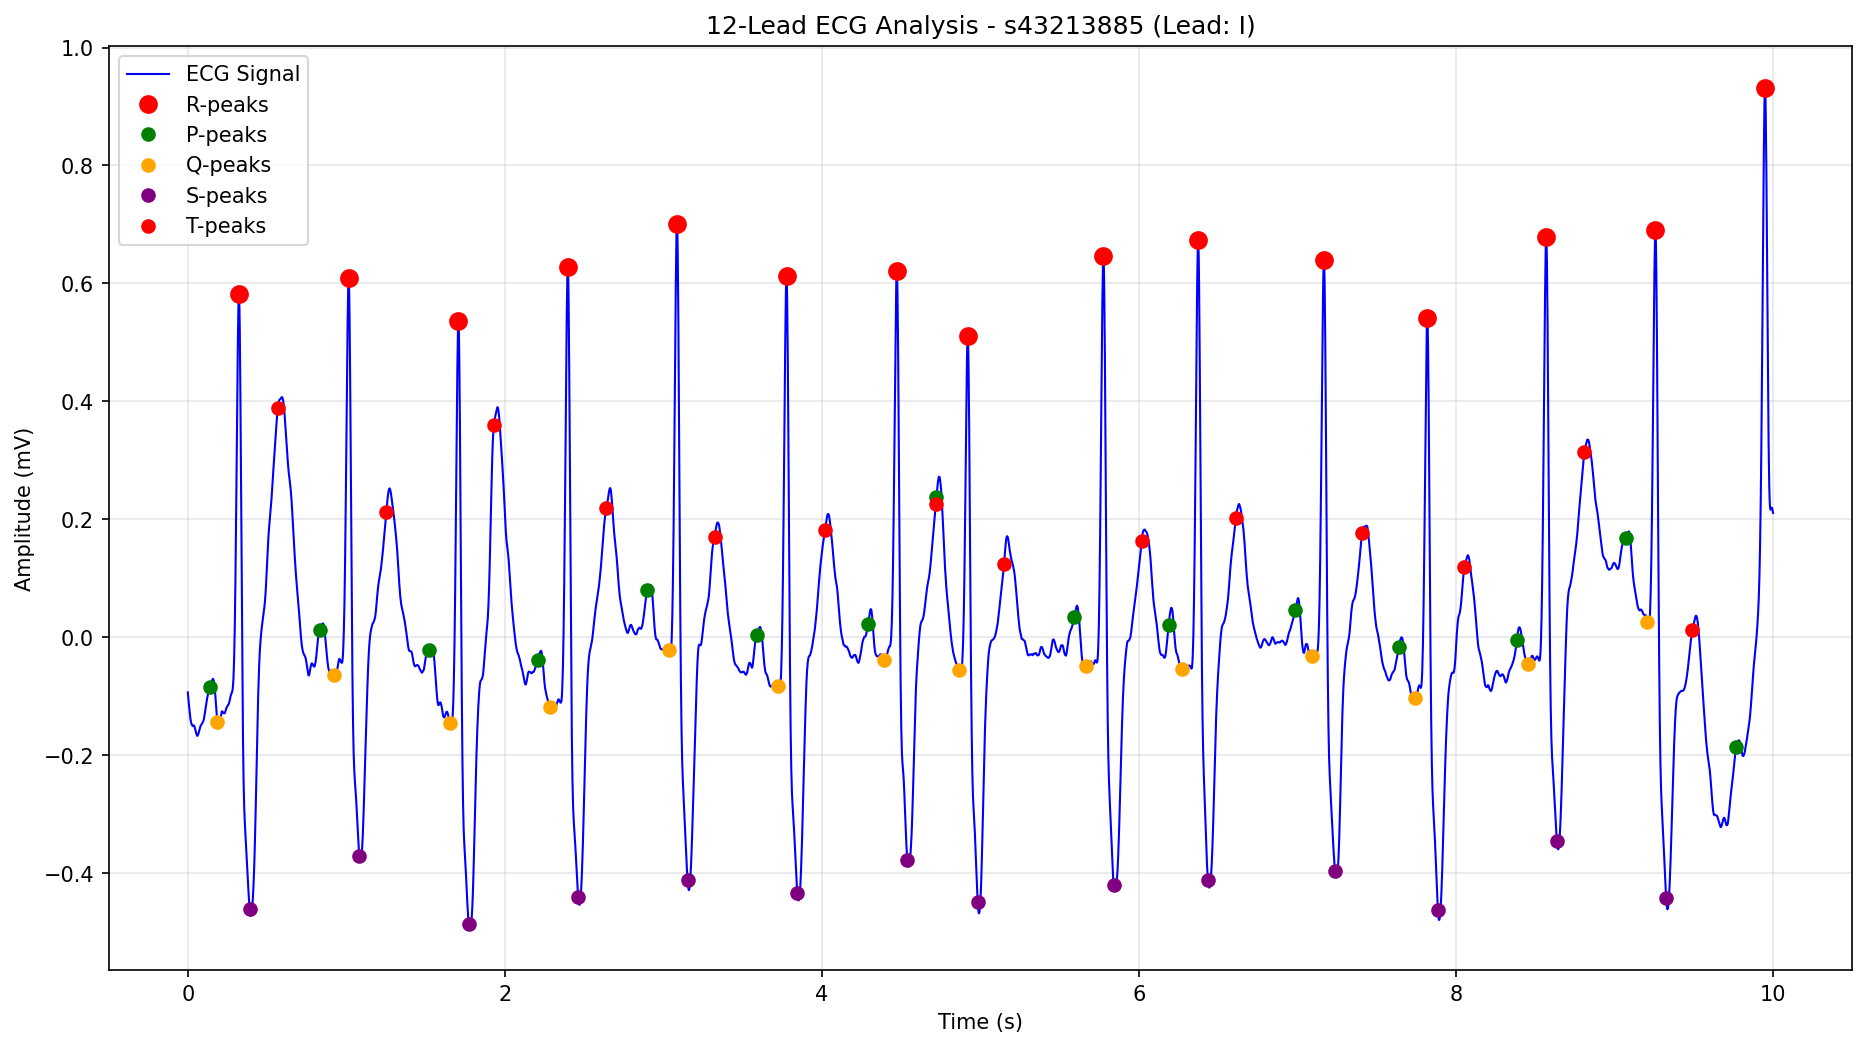 12-Lead ECG Analysis - s43213885 (Lead: I)
ECG Signal
R-peaks
P-peaks
Q-peaks
S-peaks
T-peaks
Amplitude (mV)
1.0
0.8
0.6
0.4
0.2
0.0
−0.2
−0.4
0 2 4 6 8 10
Time (s)